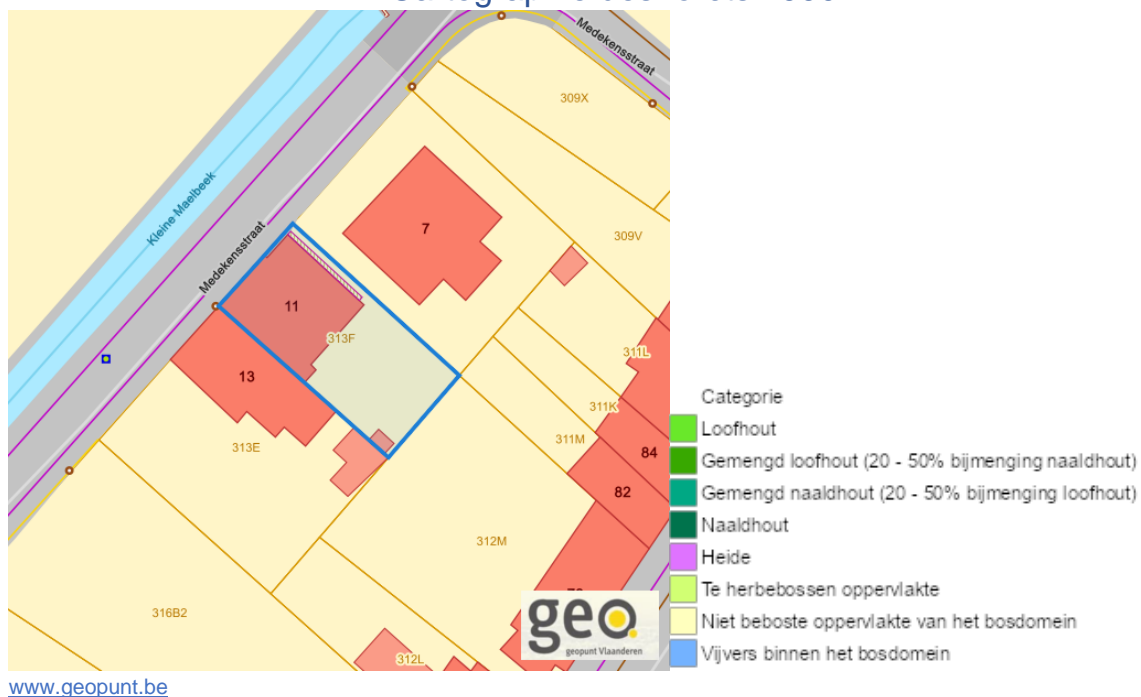 Medekensstraat
309X
Kleine Maelbeek
7
Medekensstraat
309V
11
313F
311L
13
311K
311M
84
313E
82
312M
316B2
312L
geo
geopunt Vlaanderen
Categorie
Loofhout
Gemengd loofhout (20 - 50% bijmenging naaldhout)
Gemengd naaldhout (20 - 50% bijmenging loofhout)
Naaldhout
Heide
Te herbebossen oppervlakte
Niet beboste oppervlakte van het bosdomein
Vijvers binnen het bosdomein
www.geopunt.be